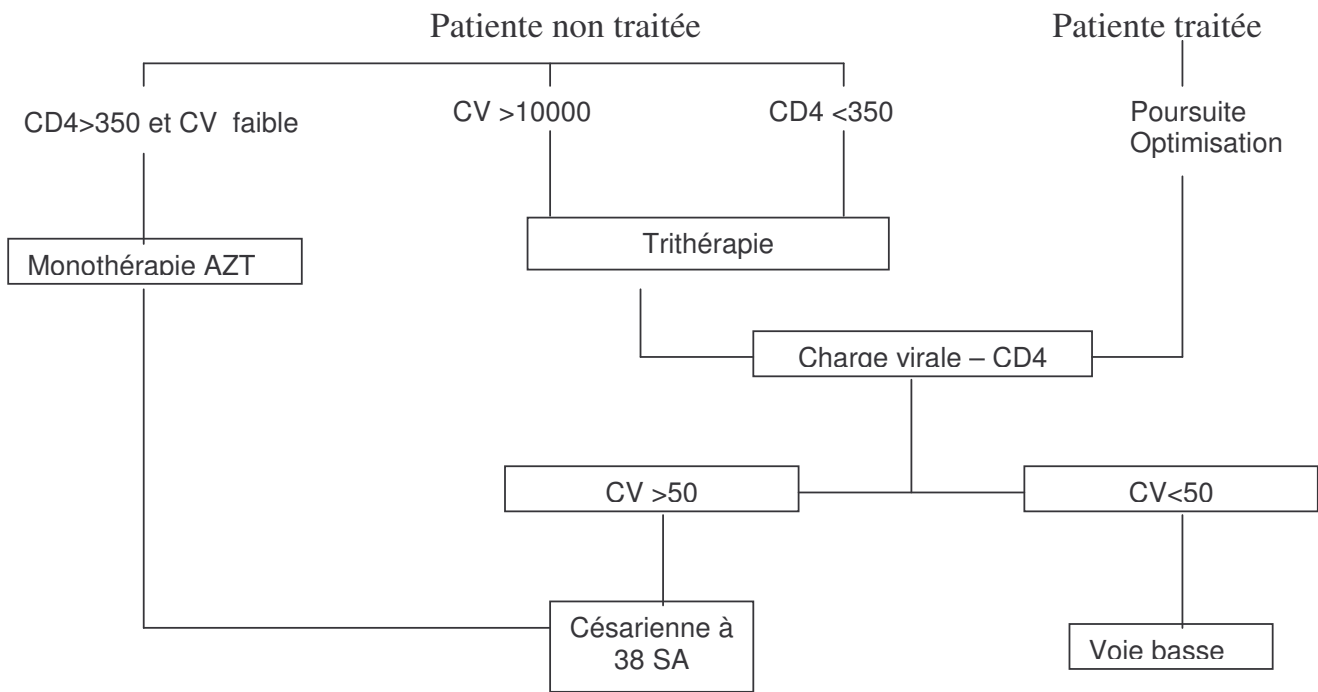 Patiente non traitée
Patiente traitée
CD4>350 et CV faible
CV >10000
CD4 <350
Poursuite
Optimisation
Monothérapie AZT
Trithérapie
Charge virale – CD4
CV >50
CV<50
Césarienne à
38 SA
Voie basse